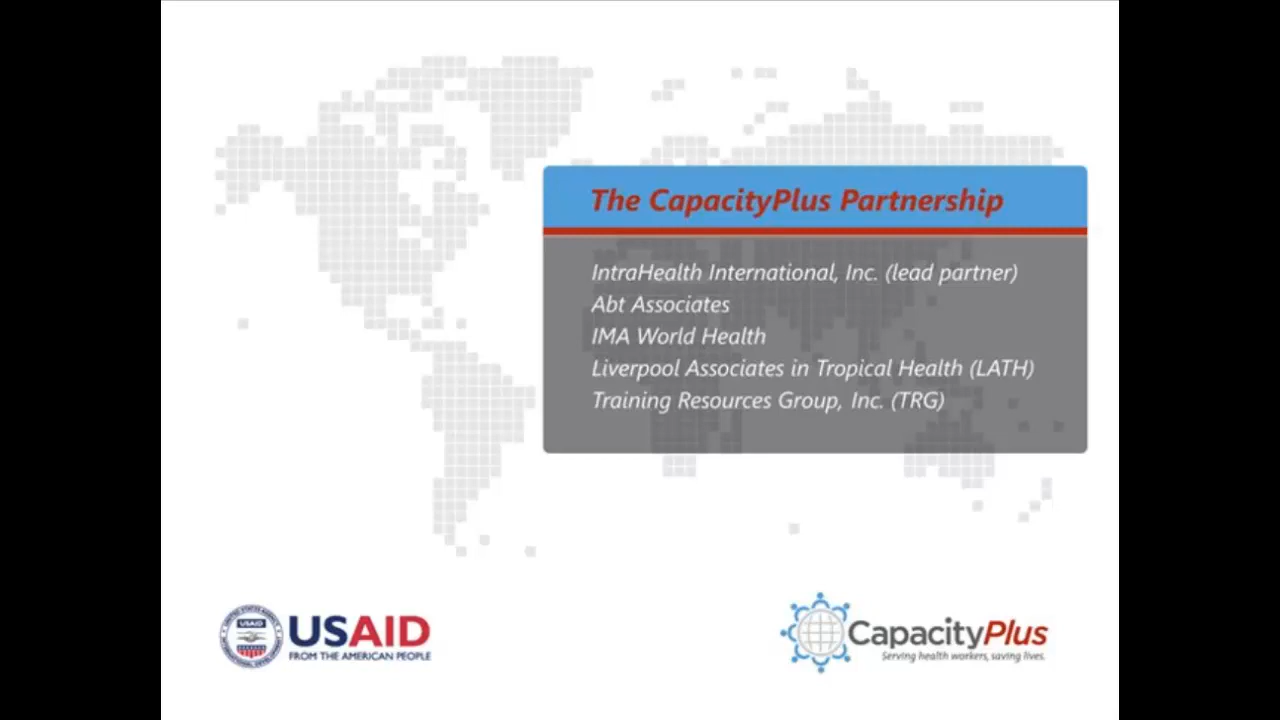 The CapacityPlus Partnership
IntraHealth International, Inc. (lead partner)
Abt Associates
IMA World Health
Liverpool Associates in Tropical Health (LATH)
Training Resources Group, Inc. (TRG)
USAID
USAID
FROM THE AMERICAN PEOPLE
CapacityPlus
Serving health workers, saving lives.